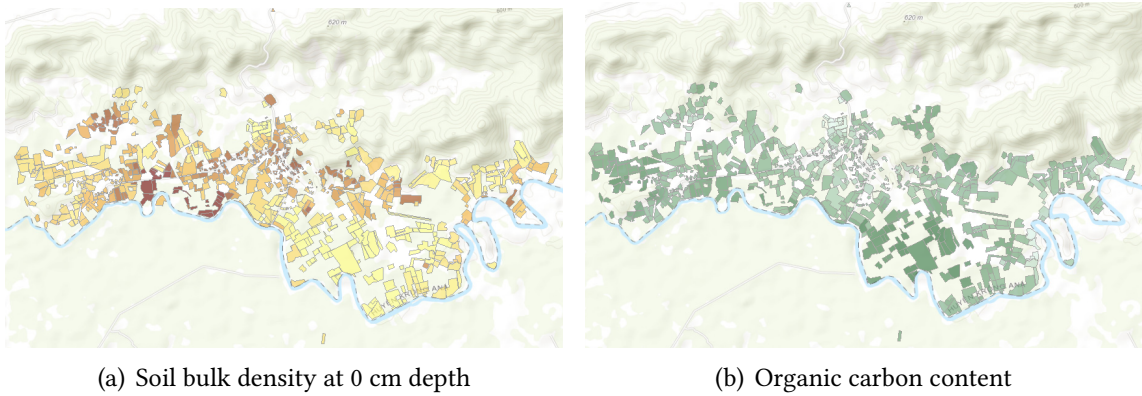 820 m
820 m
(a) Soil bulk density at 0 cm depth
(b) Organic carbon content